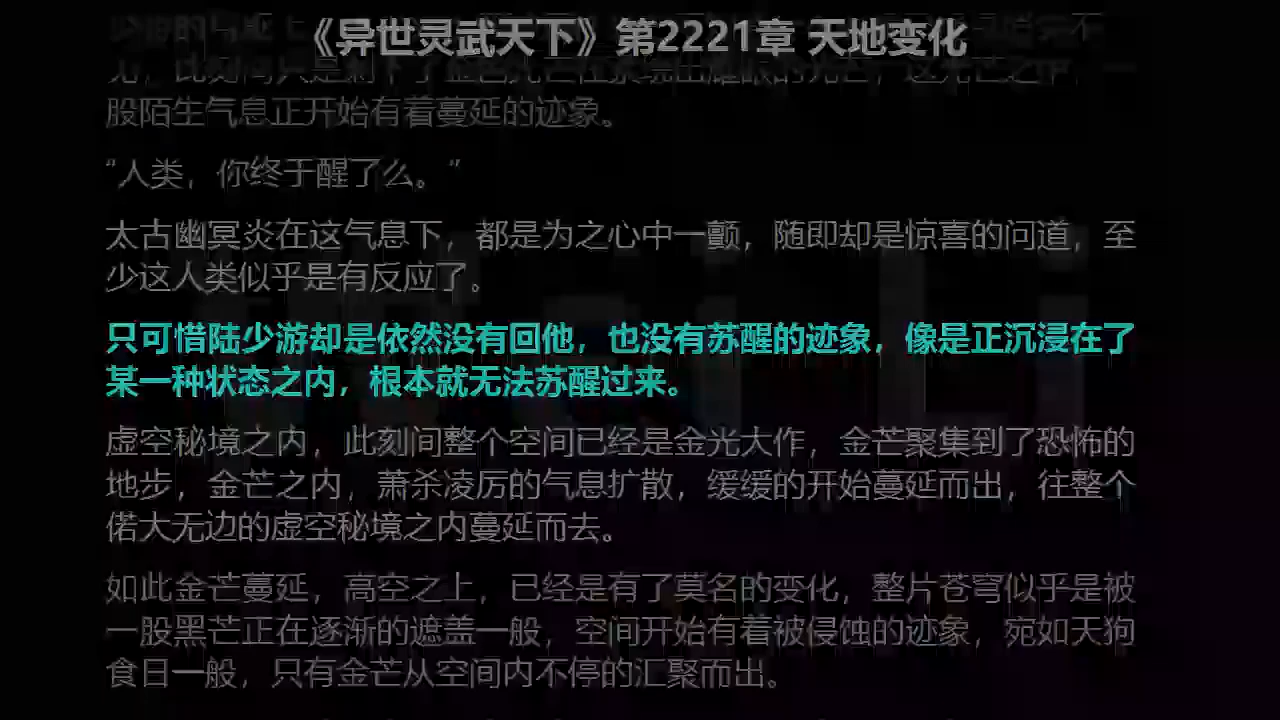 《异世灵武天下》第2221章 天地变化
股陌生气息正开始有着蔓延的迹象。
“人类，你终于醒了么。”
太古幽冥炎在这气息下，都是为之心中一颤，随即却是惊喜的问道，至
少这人类似乎是有反应了。
只可惜陆少游却是依然没有回他，也没有苏醒的迹象，像是正沉浸在了
某一种状态之内，根本就无法苏醒过来。
虚空秘境之内，此刻间整个空间已经是金光大作，金芒聚集到了恐怖的
地步，金芒之内，萧杀凌厉的气息扩散，缓缓的开始蔓延而出，往整个
偌大无边的虚空秘境之内蔓延而去。
如此金芒蔓延，高空之上，已经是有了莫名的变化，整片苍穹似乎是被
一股黑芒正在逐渐的遮盖一般，空间开始有着被侵蚀的迹象，宛如天狗
食日一般，只有金芒从空间内不停的汇聚而出。